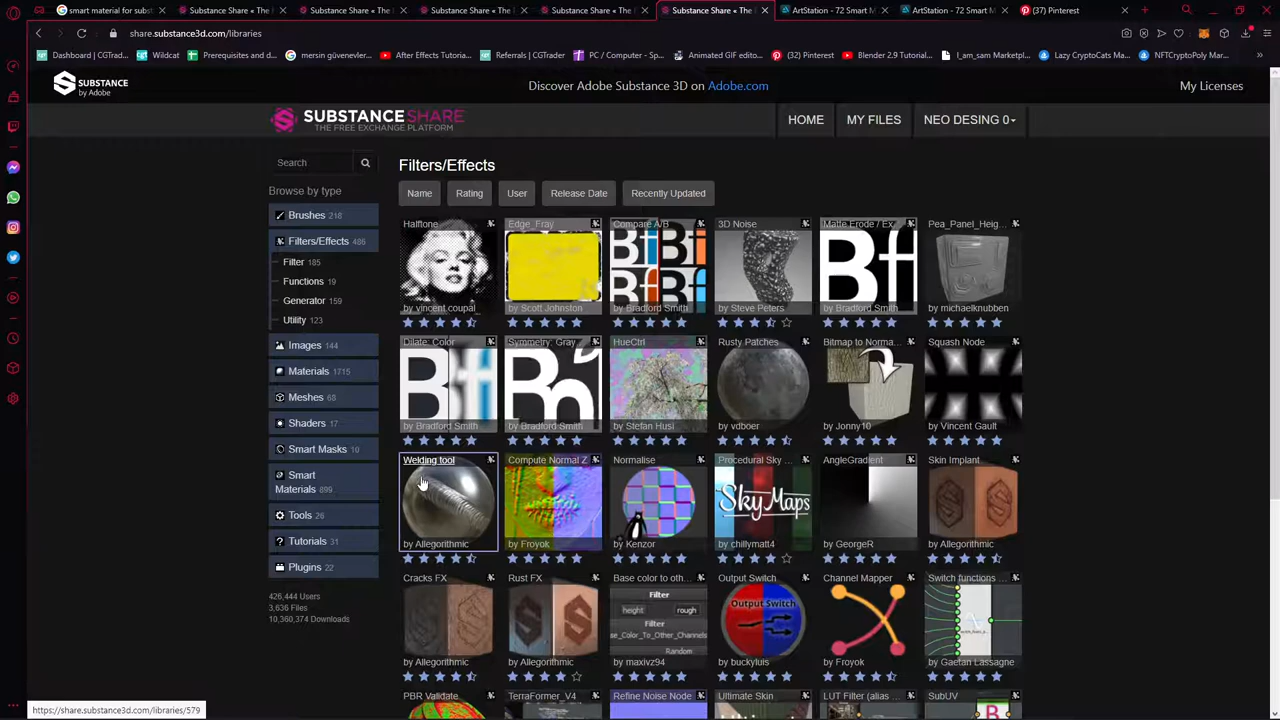 smart material for subst
Substance Share « The F
Substance Share « The F
Substance Share « The F
Substance Share « The F
Substance Share « The F
ArtStation - 72 Smart M
ArtStation - 72 Smart M
(37) Pinterest
share.substance3d.com/libraries
Dashboard | CGTrader
Wildcat
Prerequisites and d...
mersin güvenevler...
After Effects Tutoria...
Referrals | CGTrader
PC / Computer - Sp...
Animated GIF editor...
(32) Pinterest
Blender 2.9 Tutorial...
I_am_sam Marketpl...
Lazy CryptoCats Ma...
NFTCryptoPoly Mar...
SUBSTANCE
by Adobe
Discover Adobe Substance 3D on Adobe.com
My Licenses
SUBSTANCE SHARE
THE FREE EXCHANGE PLATFORM
HOME
MY FILES
NEO DESING 0
Search
Browse by type
Brushes 218
Filters/Effects 486
Filter 185
Functions 19
Generator 159
Utility 123
Images 144
Materials 1715
Meshes 68
Shaders 17
Smart Masks 10
Smart
Materials 899
Tools 26
Tutorials 31
Plugins 22
426,444 Users
3,636 Files
10,360,374 Downloads
Filters/Effects
Name
Rating
User
Release Date
Recently Updated
Halftone
Edge_Fray
Compare A/B
3D Noise
Matte Erode / Ex...
Pea_Panel_Heig...
by vincent coupal
by Scott Johnston
by Bradford Smith
by Steve Peters
by Bradford Smith
by michaelknubben
Dilate: Color
Symmetry: Gray...
HueCtrl
Rusty Patches
Bitmap to Norma...
Squash Node
by Bradford Smith
by Bradford Smith
by Stefan Husl
by vdboer
by Jonny10
by Vincent Gault
Welding tool
Compute Normal Z
Normalise
Procedural Sky ...
AngleGradient
Skin Implant
SkyMaps
by Allegorithmic
by Froyok
by Kenzor
by chillymatt4
by GeorgeR
by Allegorithmic
Cracks FX
Rust FX
Base color to oth...
Output Switch
Channel Mapper
Switch functions ...
Filter
height
rough
Filter
se_Color_To_Other_Channels
Random
Output Switch
by Allegorithmic
by Allegorithmic
by maxivz94
by buckyluis
by Froyok
by Gaetan Lassagne
PBR Validate
TerraFormer_V4
Refine Noise Node
Ultimate Skin
LUT Filter (alias ...
SubUV
https://share.substance3d.com/libraries/579